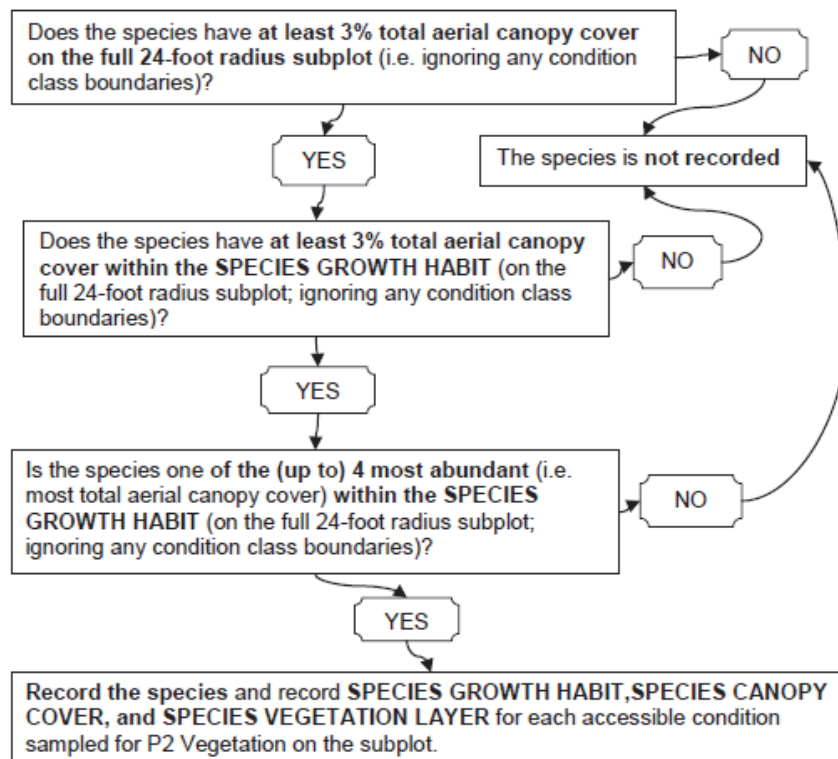 Does the species have at least 3% total aerial canopy cover
on the full 24-foot radius subplot (i.e. ignoring any condition
class boundaries)?
NO
YES
The species is not recorded
Does the species have at least 3% total aerial canopy
cover within the SPECIES GROWTH HABIT (on the
full 24-foot radius subplot; ignoring any condition class
boundaries)?
NO
YES
Is the species one of the (up to) 4 most abundant (i.e.
most total aerial canopy cover) within the SPECIES
GROWTH HABIT (on the full 24-foot radius subplot;
ignoring any condition class boundaries)?
NO
YES
Record the species and record SPECIES GROWTH HABIT,SPECIES CANOPY
COVER, and SPECIES VEGETATION LAYER for each accessible condition
sampled for P2 Vegetation on the subplot.